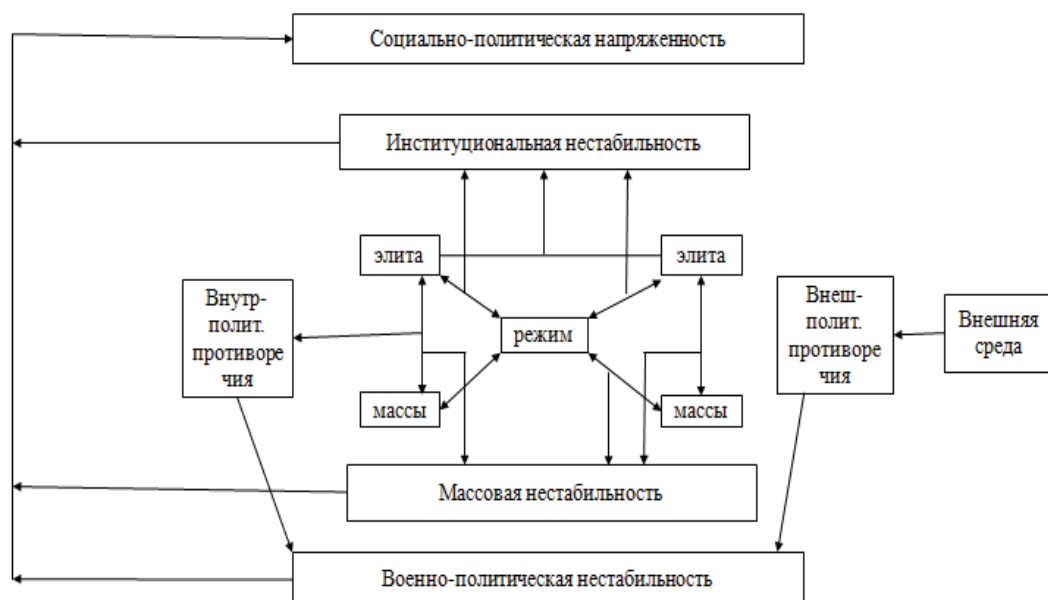 Социально-политическая напряженность
Институциональная нестабильность
элита
элита
Внутр-
полит.
противоре
чия
режим
Внеш-
полит.
противоре
чия
Внешняя
среда
массы
массы
Массовая нестабильность
Военно-политическая нестабильность